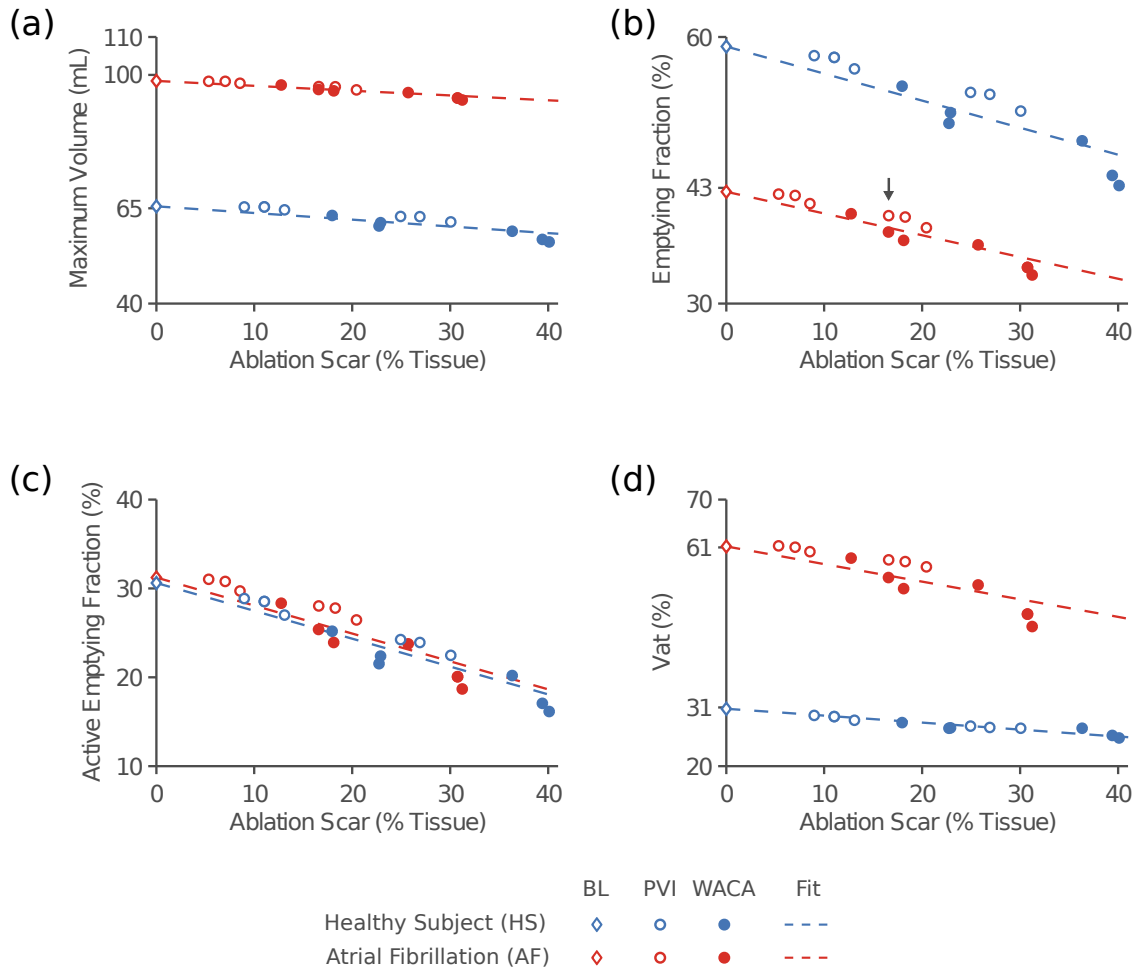 (a)
110
100
65
40
Maximum Volume (mL)
0 10 20 30 40
Ablation Scar (% Tissue)
(b)
60
43
30
Emptying Fraction (%)
0 10 20 30 40
Ablation Scar (% Tissue)
(c)
40
30
20
10
Active Emptying Fraction (%)
0 10 20 30 40
Ablation Scar (% Tissue)
(d)
70
61
31
20
Vat (%)
0 10 20 30 40
Ablation Scar (% Tissue)
BL PVI WACA Fit
Healthy Subject (HS)
Atrial Fibrillation (AF)